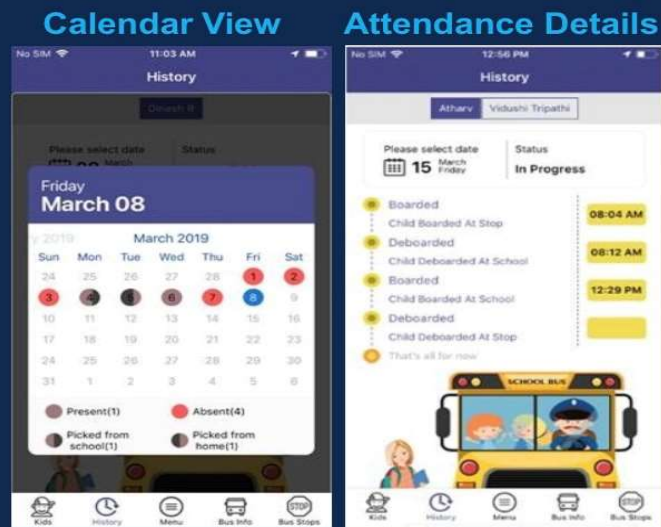 Calendar View
Attendance Details
No SIM
11:03 AM
History
Dinesh R
Please select date
Status
March
Friday
March 08
y 2019
March 2019
Sun Mon Tue Wed Thu Fri Sat
24 25 26 27 28 1 2
3 4 5 6 7 8 9
10 11 12 13 14 15 16
17 18 19 20 21 22 23
24 25 26 27 28 29 30
31 1 2 3 4 5 6
Present(1)
Absent(4)
Picked from school(1)
Picked from home(1)
Kids
History
Menu
Bus Info
Bus Stops
No SIM
12:56 PM
History
Atharv
Vidushi Tripathi
Please select date
Status
15 March Friday
In Progress
Boarded
Child Boarded At Stop
08:04 AM
Deboarded
Child Deboarded At School
08:12 AM
Boarded
Child Boarded At School
12:29 PM
Deboarded
Child Deboarded At Stop
That's all for now
SCHOOL BUS
Kids
History
Menu
Bus Info
Bus Stops